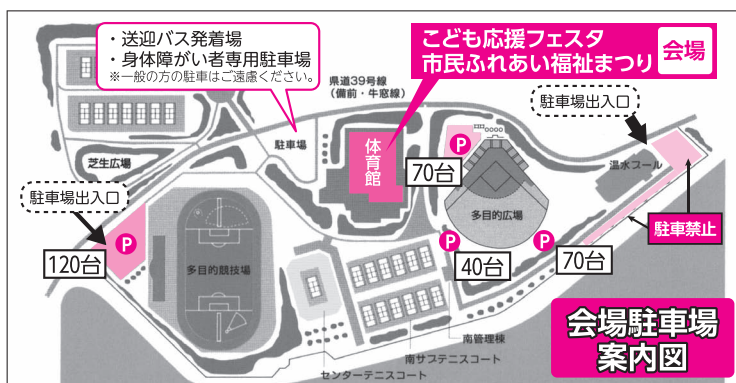 ・送迎バス発着場
・身体障がい者専用駐車場
※一般の方の駐車はご遠慮ください。
こども応援フェスタ
市民ふれあい福祉まつり
会場
県道39号線
（備前・牛窓線）
駐車場出入口
芝生広場
駐車場
体育館
P
70台
温水プール
駐車場出入口
多目的広場
駐車禁止
P
120台
多目的競技場
P
40台
P
70台
会場駐車場
案内図
南管理棟
南サブテニスコート
センターテニスコート